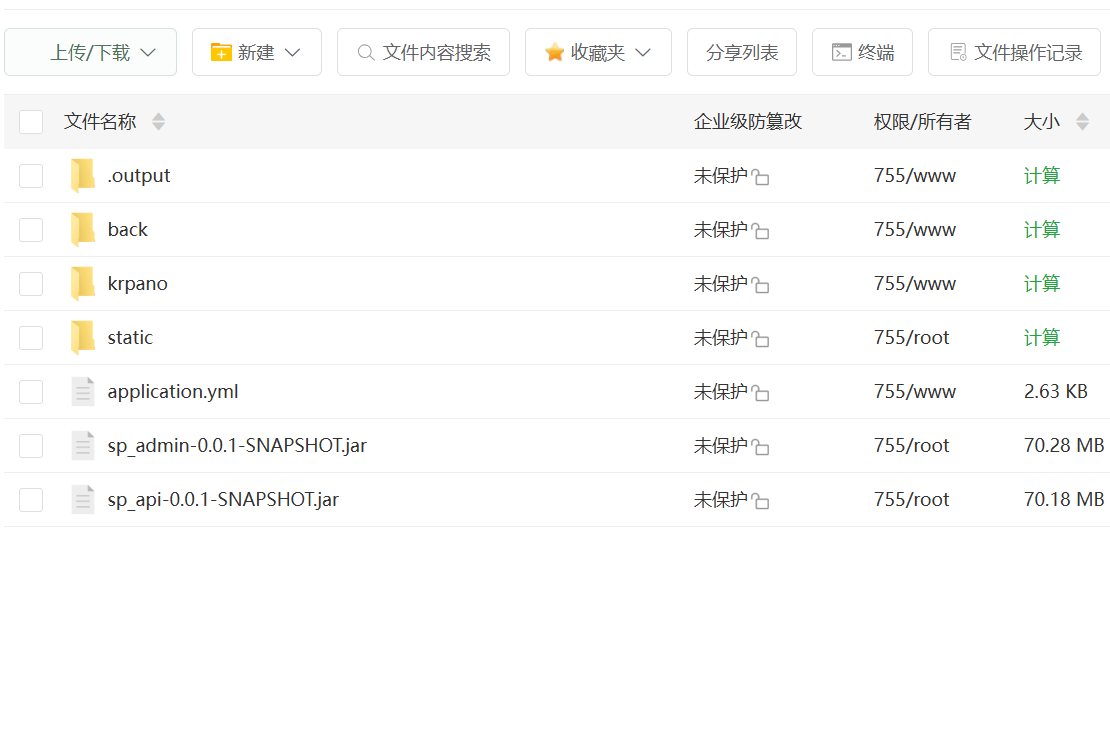 上传/下载 新建 文件内容搜索 收藏夹 分享列表 终端 文件操作记录
文件名称 企业级防篡改 权限/所有者 大小
.output 未保护 755/www 计算
back 未保护 755/www 计算
krpano 未保护 755/www 计算
static 未保护 755/root 计算
application.yml 未保护 755/www 2.63 KB
sp_admin-0.0.1-SNAPSHOT.jar 未保护 755/root 70.28 MB
sp_api-0.0.1-SNAPSHOT.jar 未保护 755/root 70.18 MB